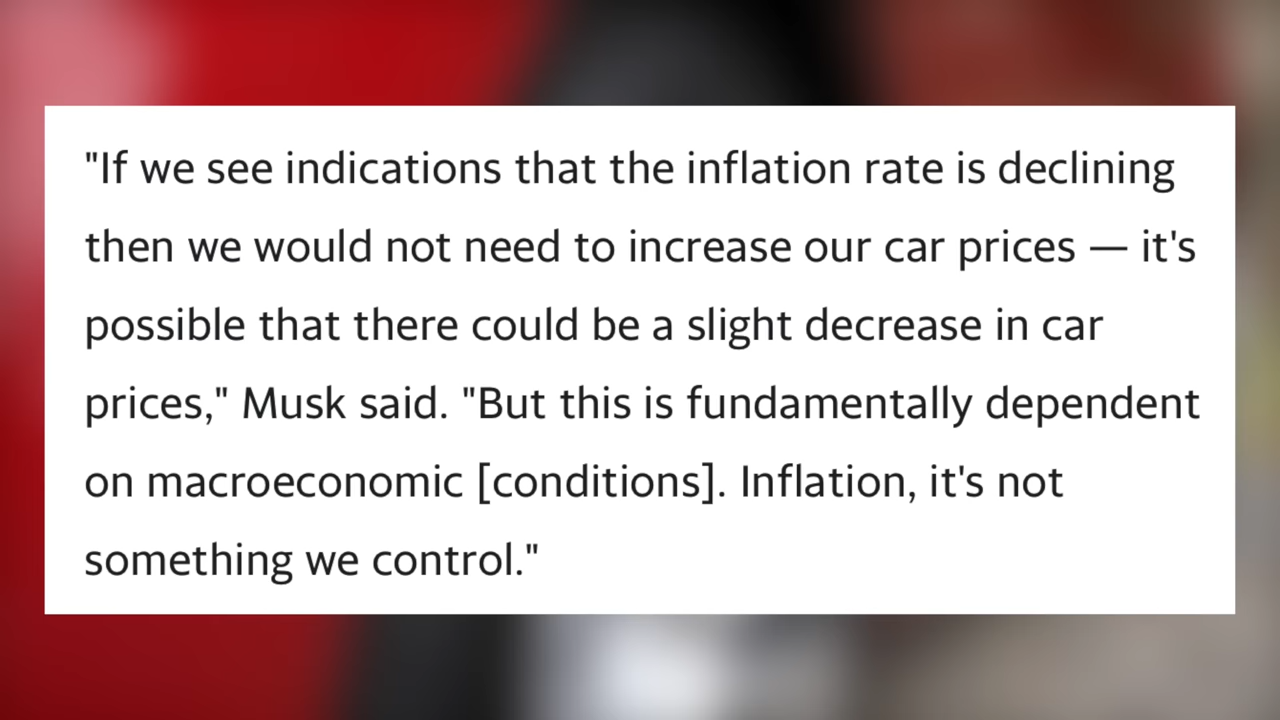 "If we see indications that the inflation rate is declining
then we would not need to increase our car prices — it's
possible that there could be a slight decrease in car
prices," Musk said. "But this is fundamentally dependent
on macroeconomic [conditions]. Inflation, it's not
something we control."